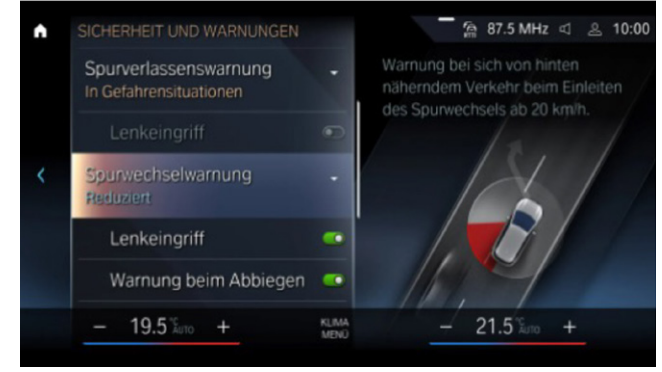 SICHERHEIT UND WARNUNGEN
87.5 MHz
10:00
Spurverlassenswarnung
In Gefahrensituationen
Lenkeingriff
Spurwechselwarnung
Reduziert
Lenkeingriff
Warnung beim Abbiegen
Warnung bei sich von hinten
näherndem Verkehr beim Einleiten
des Spurwechsels ab 20 km/h.
- 19.5 °C AUTO +
KLIMA
MENÜ
- 21.5 °C AUTO +